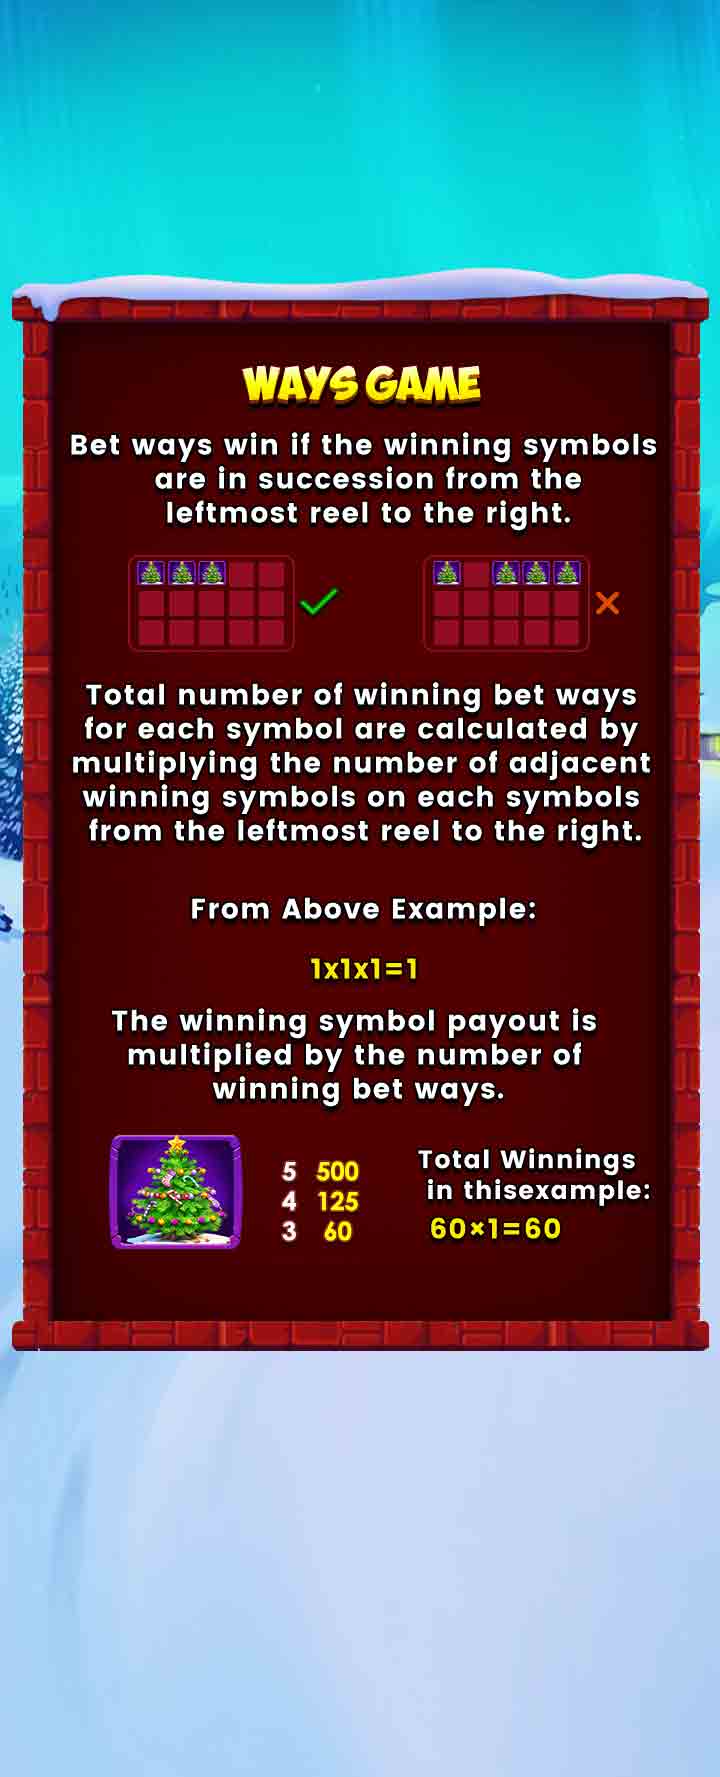 WAYS GAME
Bet ways win if the winning symbols
are in succession from the
leftmost reel to the right.
Total number of winning bet ways
for each symbol are calculated by
multiplying the number of adjacent
winning symbols on each symbols
from the leftmost reel to the right.
From Above Example:
1x1x1=1
The winning symbol payout is
multiplied by the number of
winning bet ways.
5 500
4 125
3 60
Total Winnings
in thisexample:
60×1=60